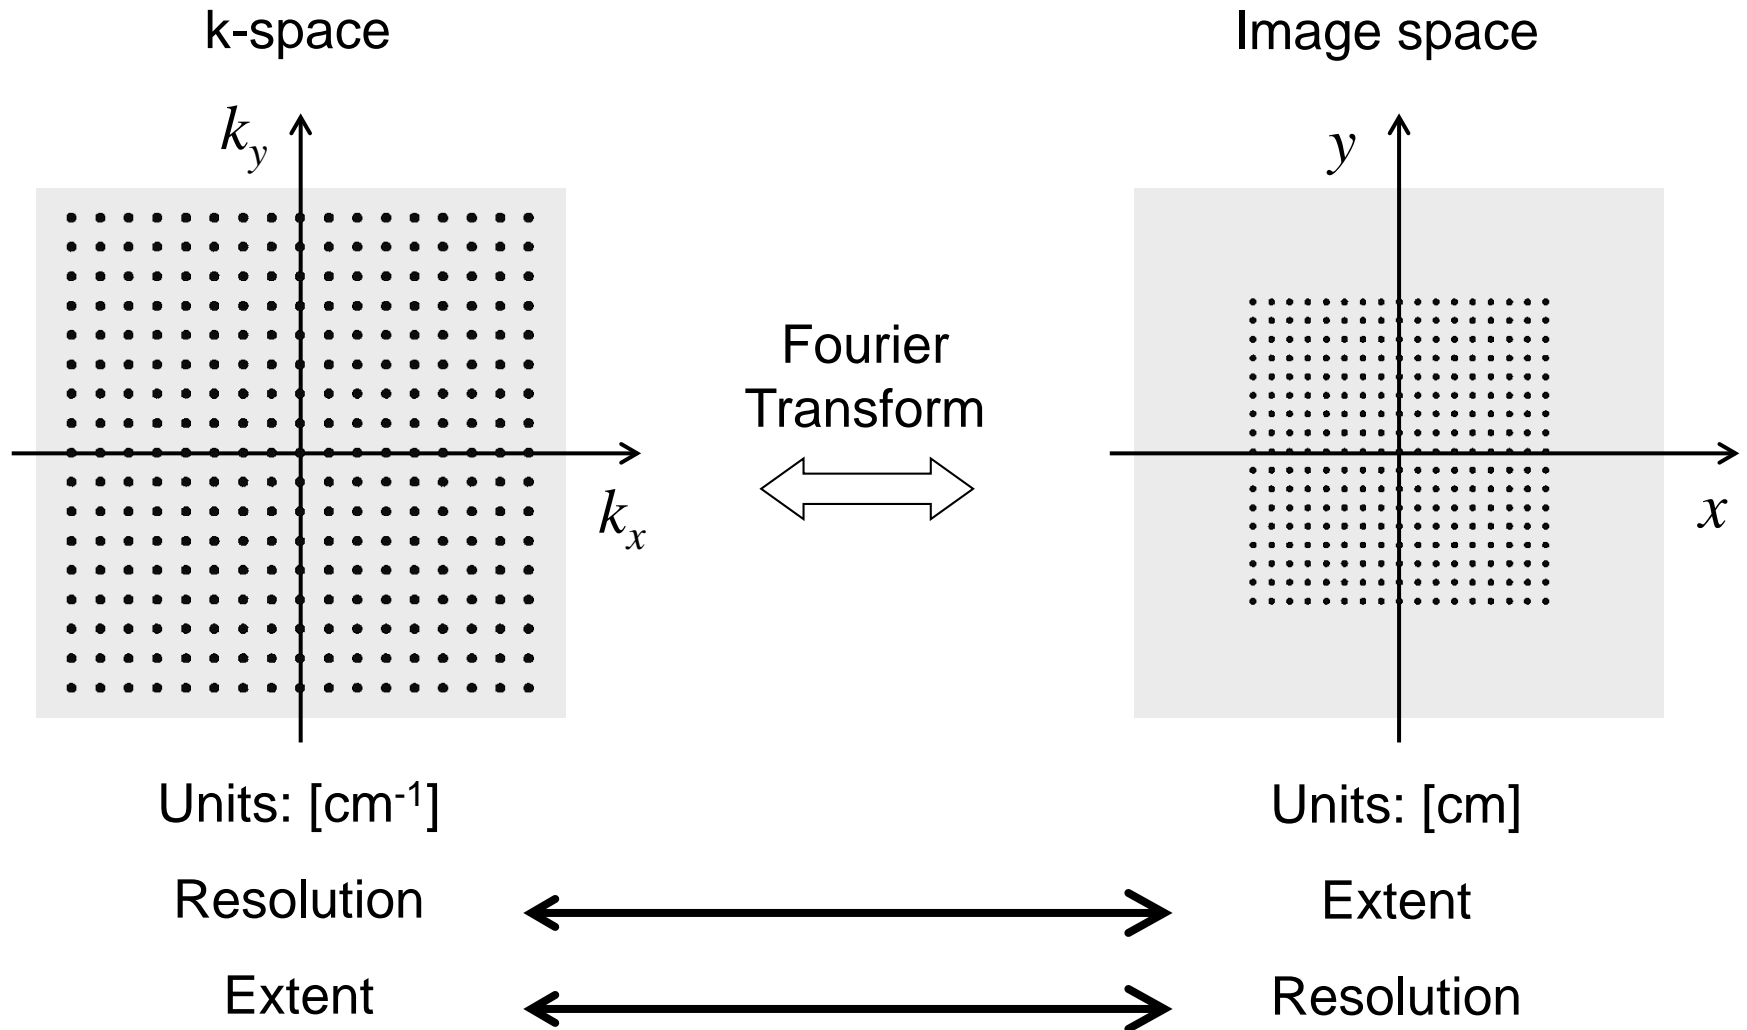 k-space
Image space
k_y
y
Fourier
Transform
k_x
x
Units: [cm⁻¹]
Units: [cm]
Resolution
Extent
Extent
Resolution